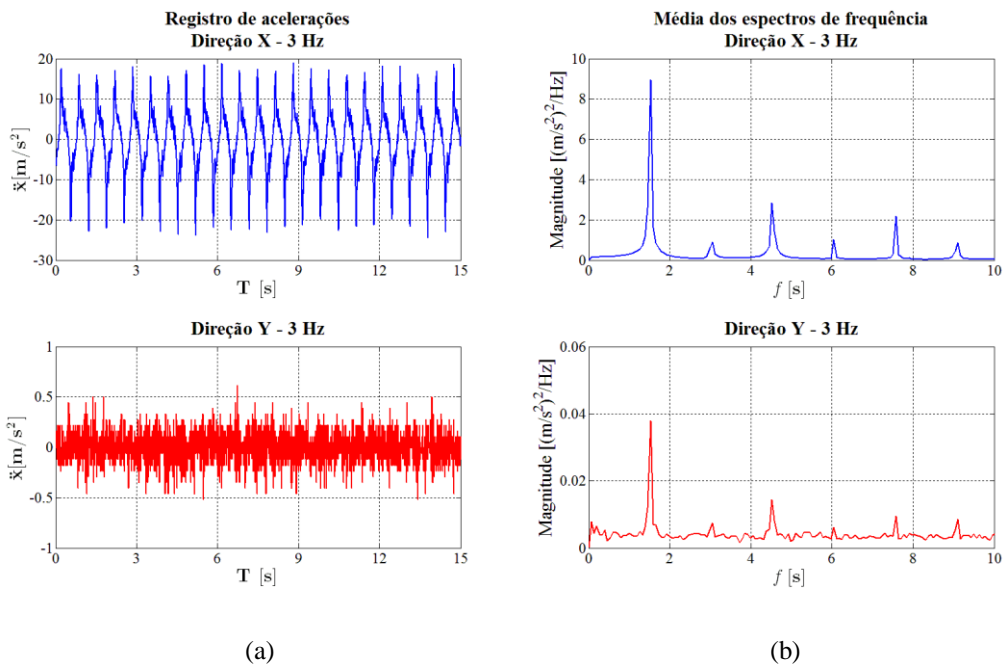 Registro de acelerações
Direção X - 3 Hz
20
10
0
-10
-20
-30
ẍ[m/s²]
0
3
6
9
12
15
T [s]
Média dos espectros de frequência
Direção X - 3 Hz
10
8
6
4
2
0
Magnitude [(m/s²)²/Hz]
0
2
4
6
8
10
f [s]
Direção Y - 3 Hz
1
0.5
0
-0.5
-1
ẍ[m/s²]
0
3
6
9
12
15
T [s]
Direção Y - 3 Hz
0.06
0.04
0.02
0
Magnitude [(m/s²)²/Hz]
0
2
4
6
8
10
f [s]
(a)
(b)